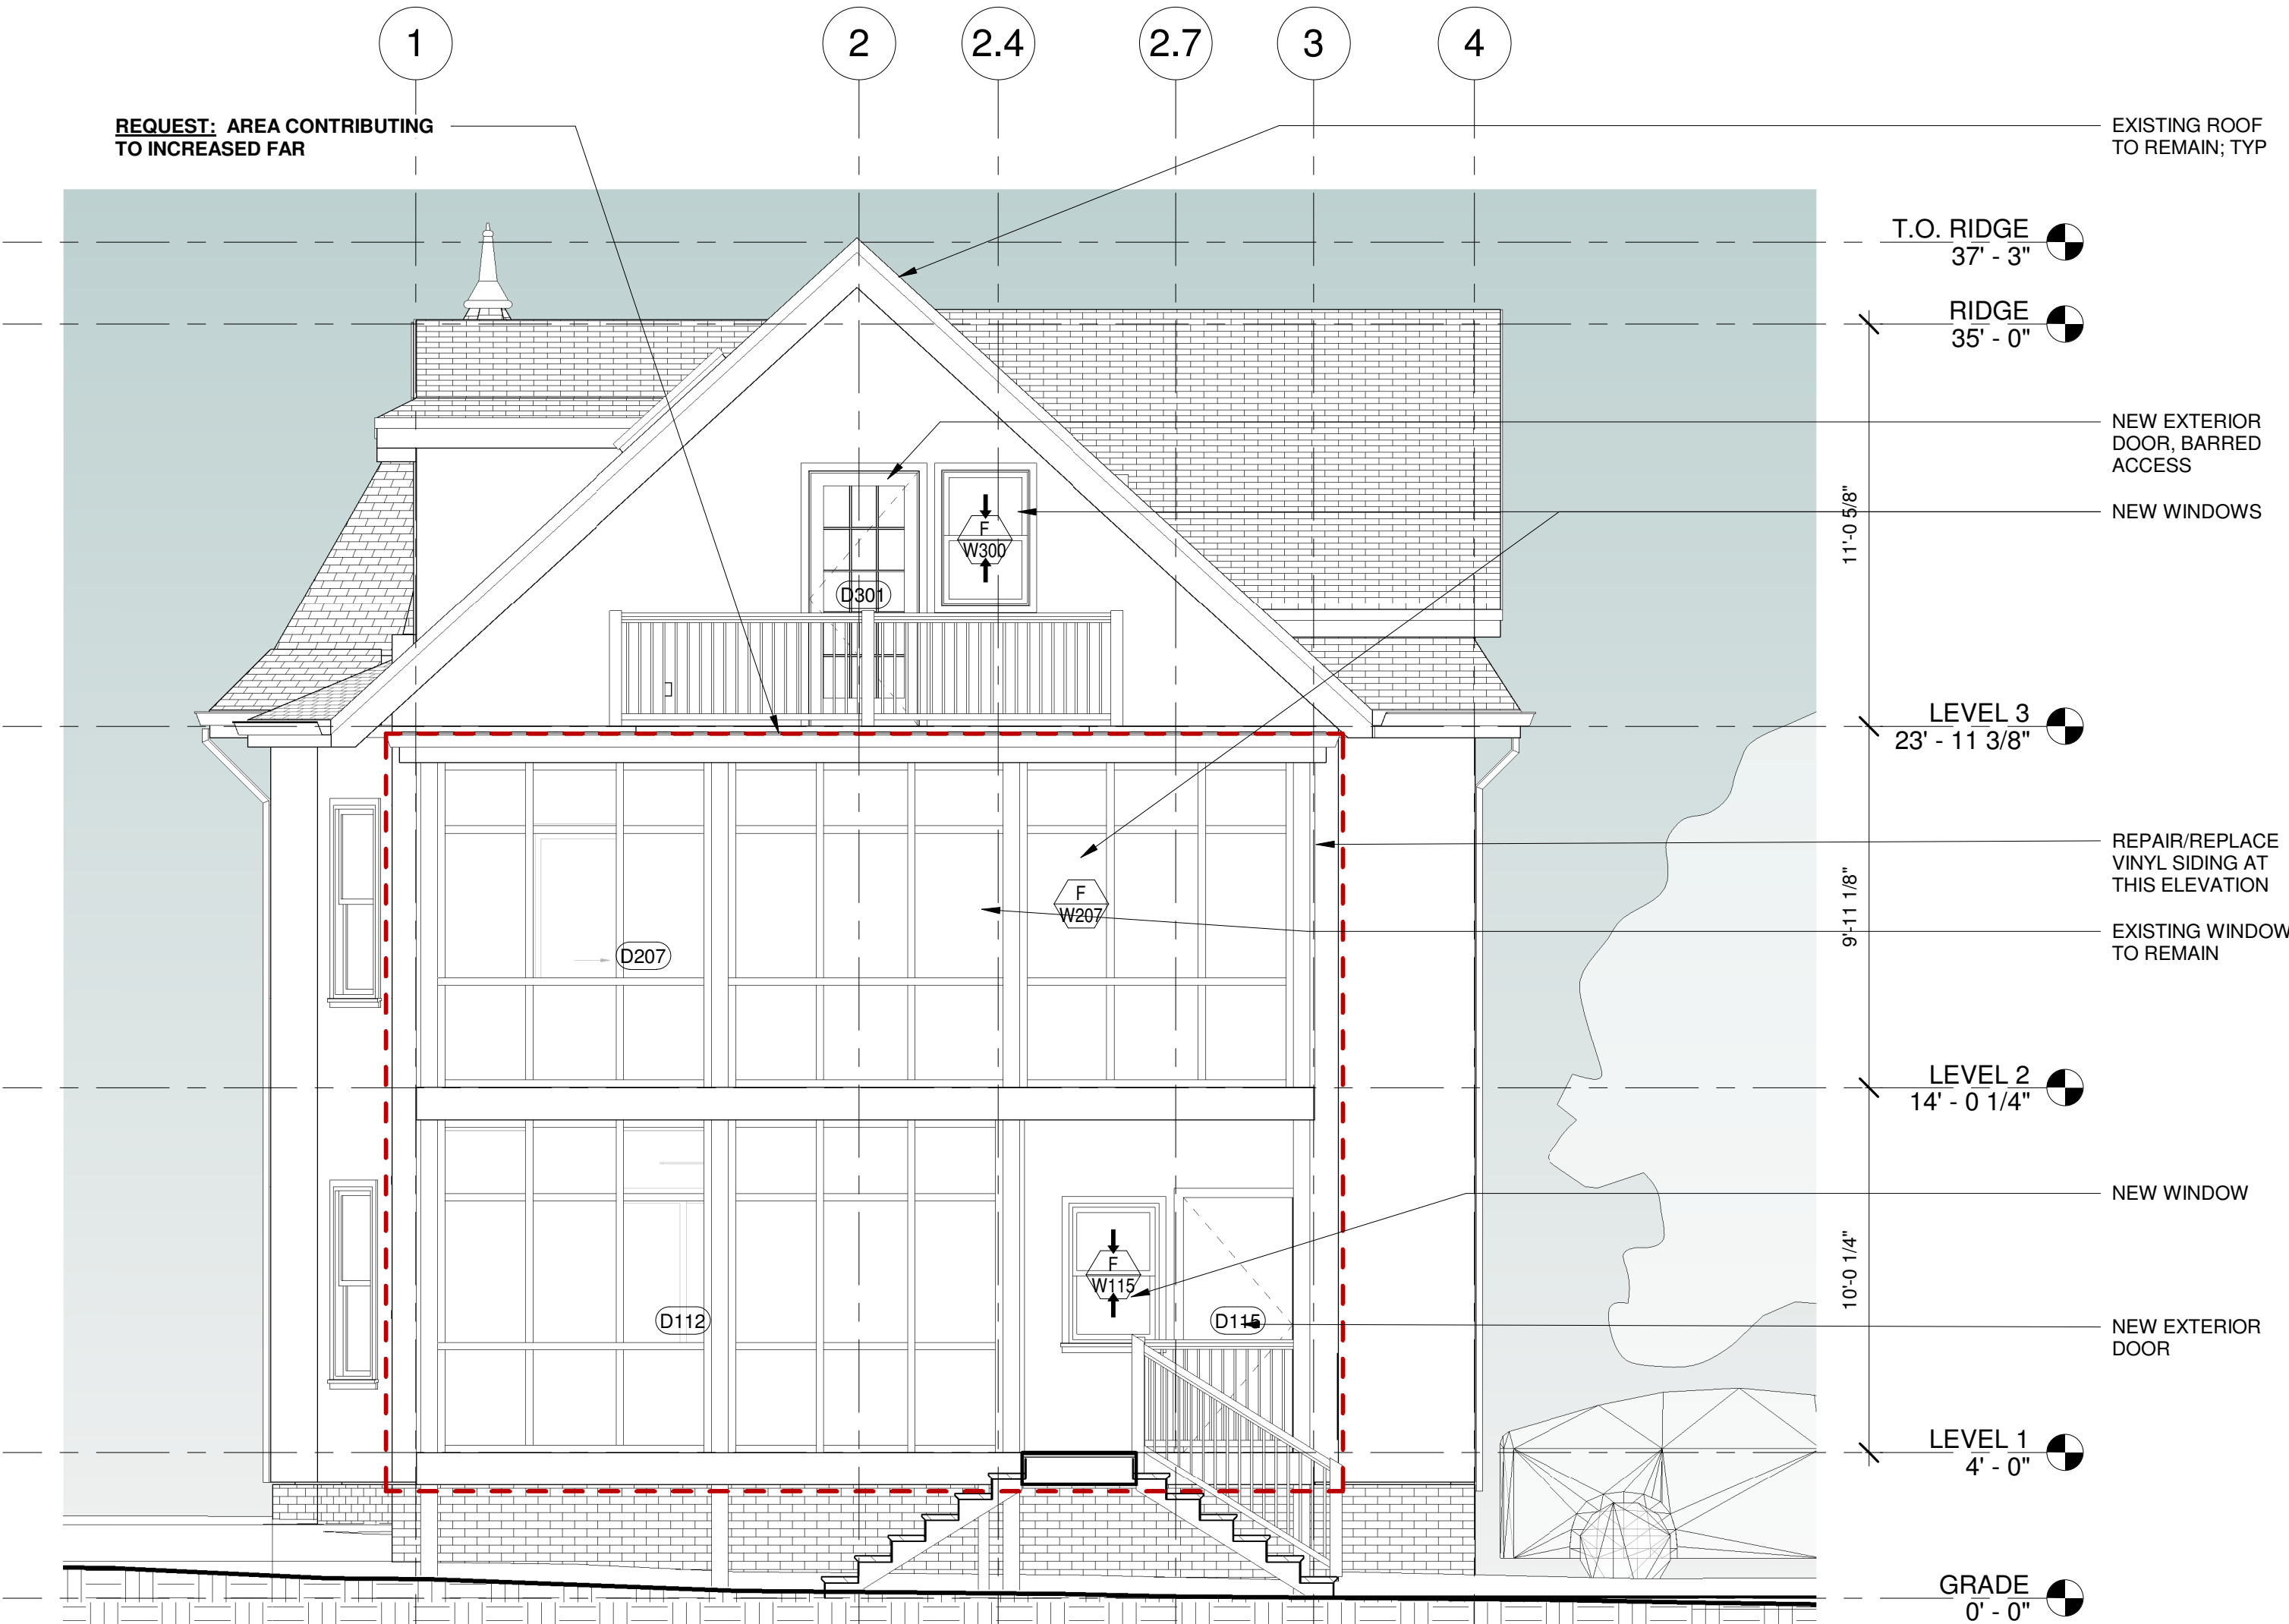 1
2
2.4
2.7
3
4
REQUEST: AREA CONTRIBUTING
TO INCREASED FAR
EXISTING ROOF
TO REMAIN; TYP
T.O. RIDGE
37' - 3"
RIDGE
35' - 0"
NEW EXTERIOR
DOOR, BARRED
ACCESS
11'-0 5/8"
NEW WINDOWS
F
W300
D301
LEVEL 3
23' - 11 3/8"
REPAIR/REPLACE
VINYL SIDING AT
THIS ELEVATION
9'-11 1/8"
F
W207
EXISTING WINDOW
TO REMAIN
D207
LEVEL 2
14' - 0 1/4"
NEW WINDOW
10'-0 1/4"
F
W115
D112
D115
NEW EXTERIOR
DOOR
LEVEL 1
4' - 0"
GRADE
0' - 0"